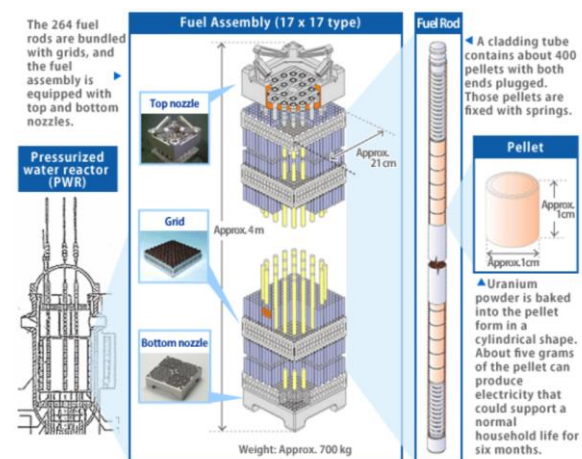 The 264 fuel
rods are bundled
with grids, and
the fuel
assembly is
equipped with
top and bottom
nozzles.
Pressurized
water reactor
(PWR)
Fuel Assembly (17 x 17 type)
Top nozzle
Approx.
21cm
Grid
Approx.4m
Bottom nozzle
Weight: Approx. 700 kg
Fuel Rod
A cladding tube
contains about 400
pellets with both
ends plugged.
Those pellets are
fixed with springs.
Pellet
Approx.
1cm
Approx.1cm
Uranium
powder is baked
into the pellet
form in a
cylindrical shape.
About five grams
of the pellet can
produce
electricity that
could support a
normal
household life for
six months.